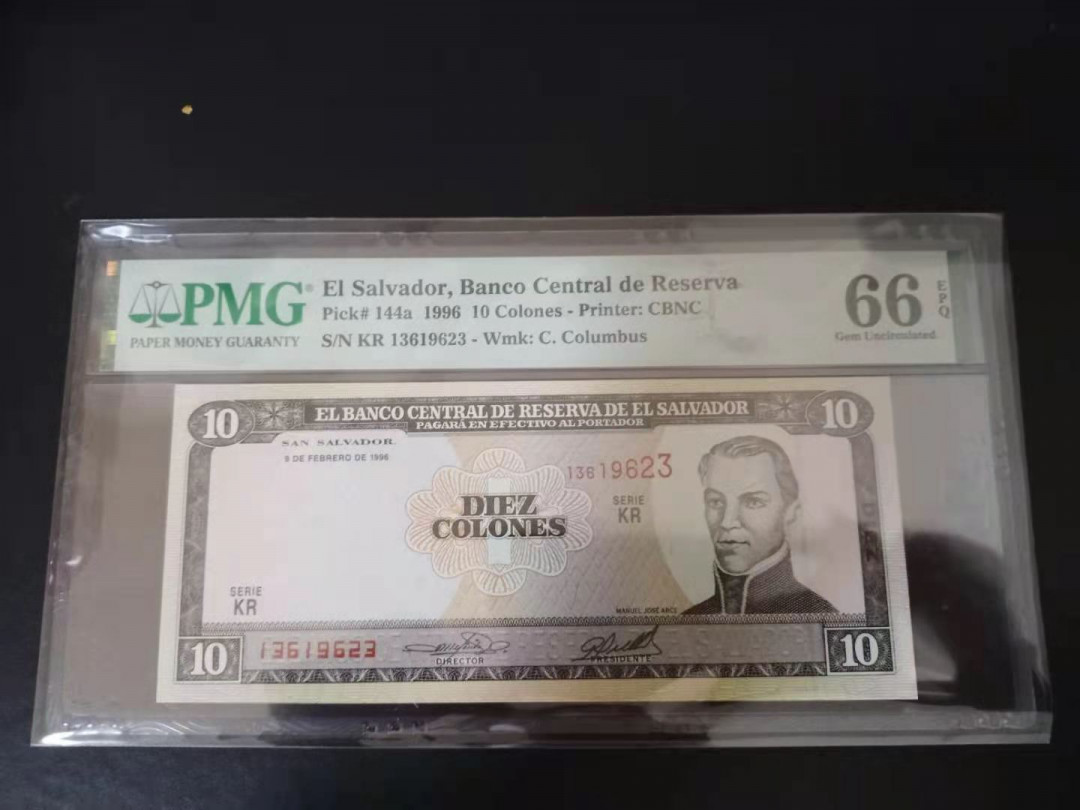 PMG
PAPER MONEY GUARANTY
El Salvador, Banco Central de Reserva
Pick# 144a 1996 10 Colones - Printer: CBNC
S/N KR 13619623 - Wmk: C. Columbus
66 EPQ
Gem Uncirculated
10 EL BANCO CENTRAL DE RESERVA DE EL SALVADOR 10
PAGARÁ EN EFECTIVO AL PORTADOR
SAN SALVADOR
9 DE FEBRERO DE 1996
13619623
DIEZ
COLONES
SERIE
KR
SERIE
KR
MANUEL JOSE ARCE
10 13619623 10
DIRECTOR PRESIDENTE